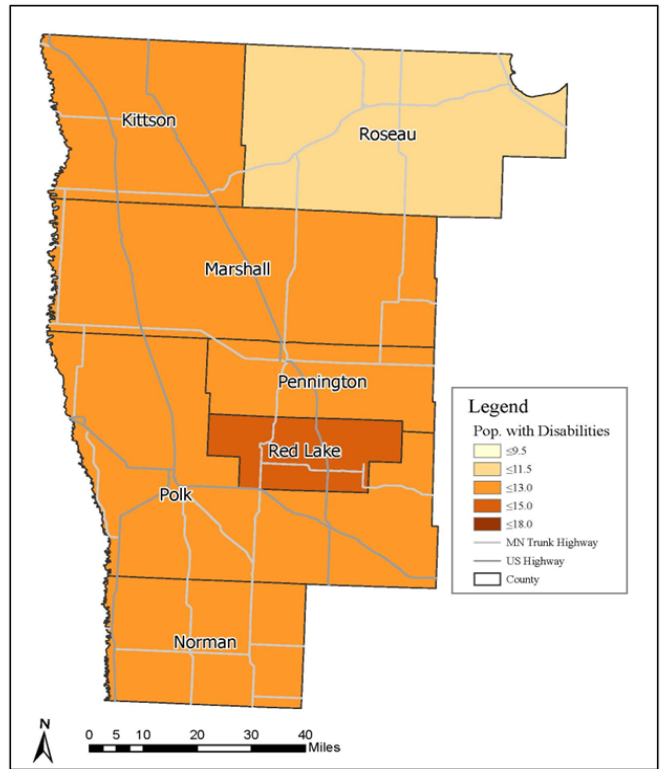 Kittson
Roseau
Marshall
Pennington
Red Lake
Polk
Norman
Legend
Pop. with Disabilities
≤9.5
≤11.5
≤13.0
≤15.0
≤18.0
MN Trunk Highway
US Highway
County
N
0 5 10 20 30 40
Miles